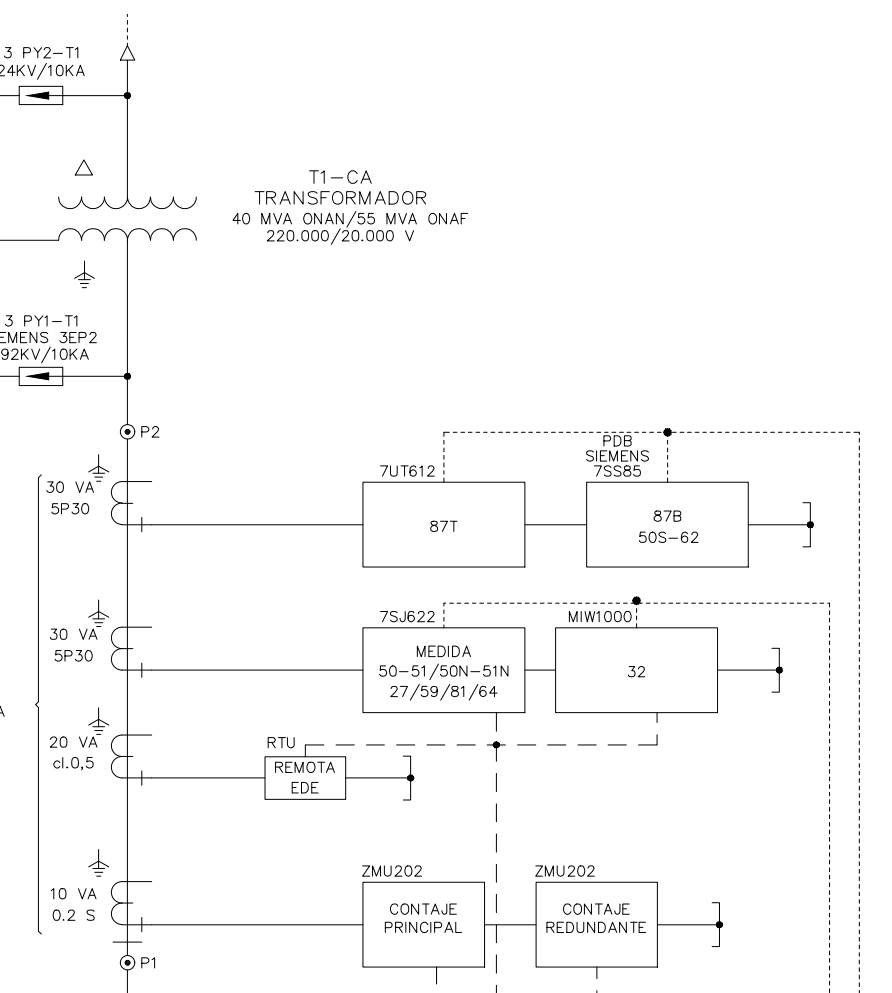 3 PY2-T1
24KV/10KA
T1-CA
TRANSFORMADOR
40 MVA ONAN/55 MVA ONAF
220.000/20.000 V
3 PY1-T1
EMENS 3EP2
92KV/10KA
P2
PDB
SIEMENS
7UT612
7SS85
30 VA
5P30
87T
87B
50S-62
7SJ622
MIW1000
30 VA
5P30
MEDIDA
50-51/50N-51N
27/59/81/64
32
A
20 VA
cl.0,5
RTU
REMOTA
EDE
ZMU202
ZMU202
10 VA
0.2 S
CONTAJE
PRINCIPAL
CONTAJE
REDUNDANTE
P1